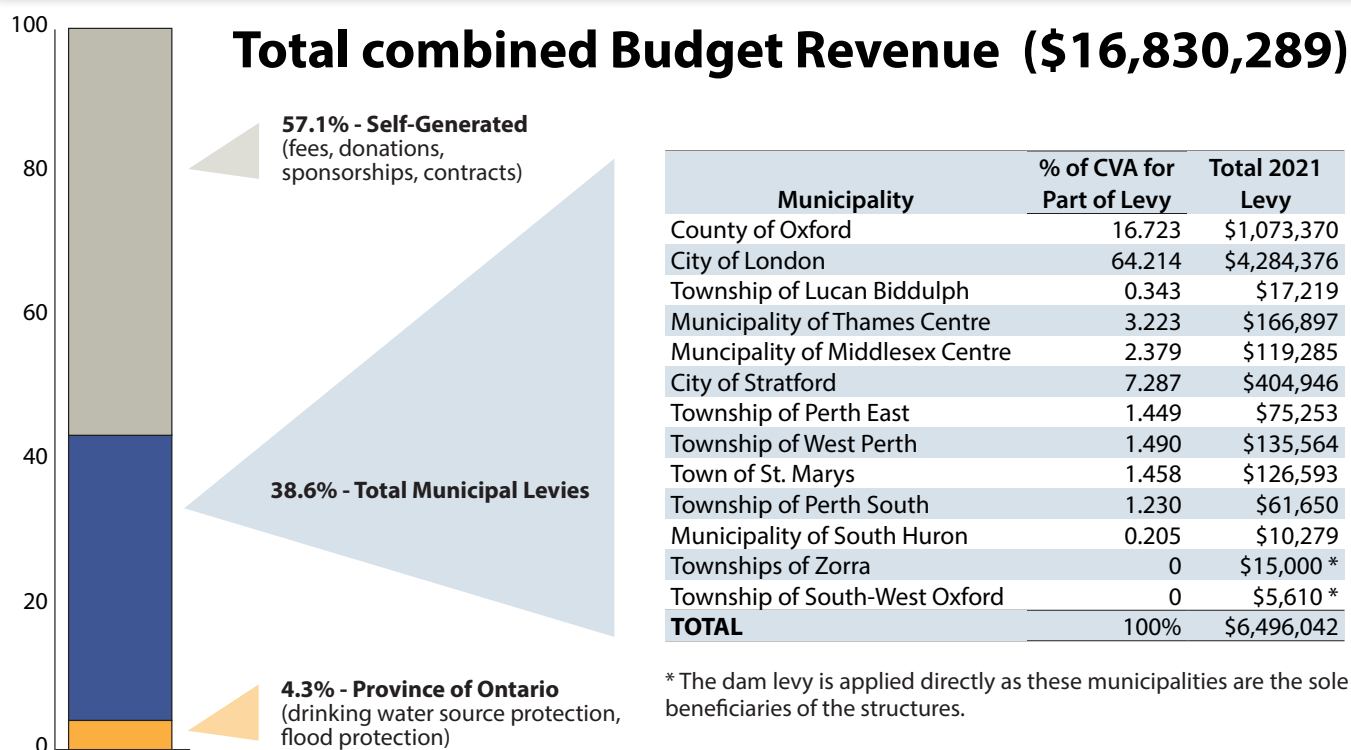 Total combined Budget Revenue ($16,830,289)
100
80
60
40
20
0
57.1% - Self-Generated
(fees, donations,
sponsorships, contracts)
38.6% - Total Municipal Levies
4.3% - Province of Ontario
(drinking water source protection,
flood protection)
% of CVA for Total 2021
Municipality Part of Levy Levy
County of Oxford 16.723 $1,073,370
City of London 64.214 $4,284,376
Township of Lucan Biddulph 0.343 $17,219
Municipality of Thames Centre 3.223 $166,897
Muncipality of Middlesex Centre 2.379 $119,285
City of Stratford 7.287 $404,946
Township of Perth East 1.449 $75,253
Township of West Perth 1.490 $135,564
Town of St. Marys 1.458 $126,593
Township of Perth South 1.230 $61,650
Municipality of South Huron 0.205 $10,279
Townships of Zorra 0 $15,000 *
Township of South-West Oxford 0 $5,610 *
TOTAL 100% $6,496,042
* The dam levy is applied directly as these municipalities are the sole
beneficiaries of the structures.